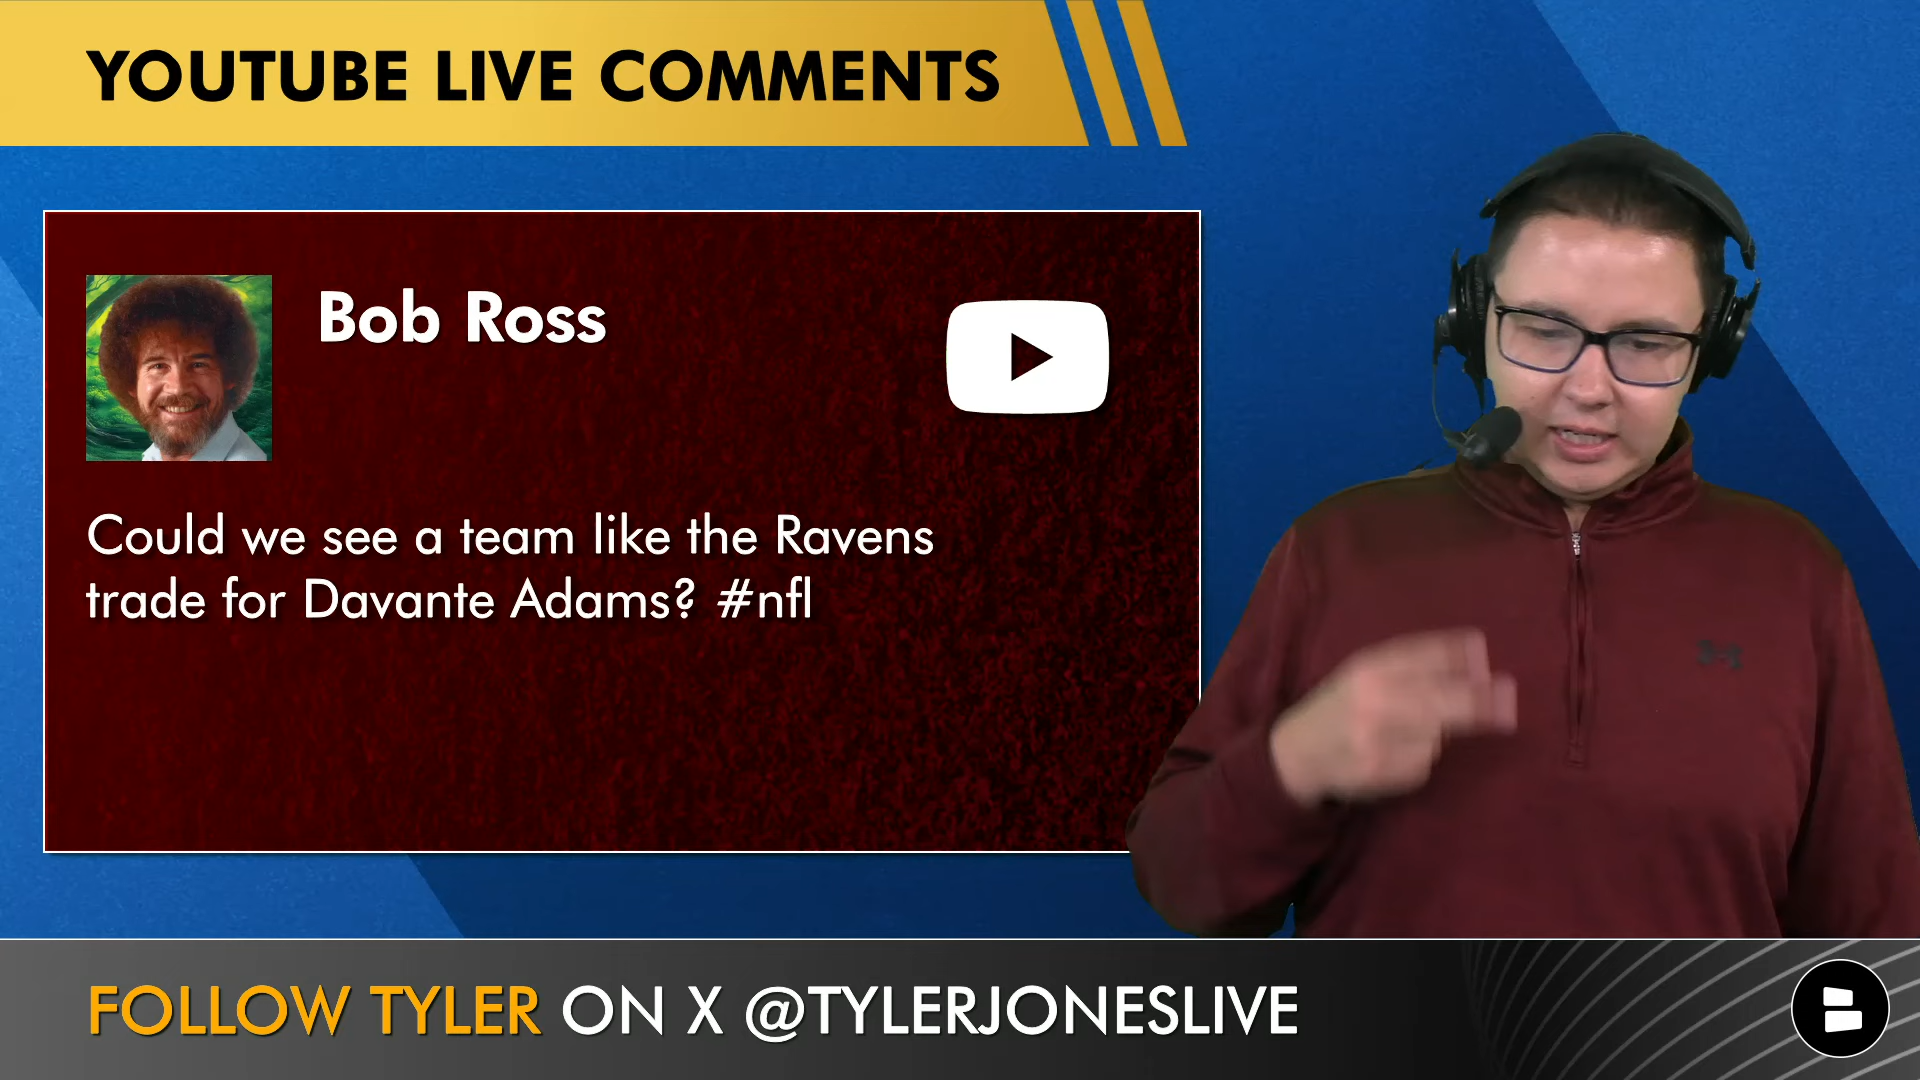 YOUTUBE LIVE COMMENTS
Bob Ross
Could we see a team like the Ravens
trade for Davante Adams? #nfl
FOLLOW TYLER ON X @TYLERJONESLIVE